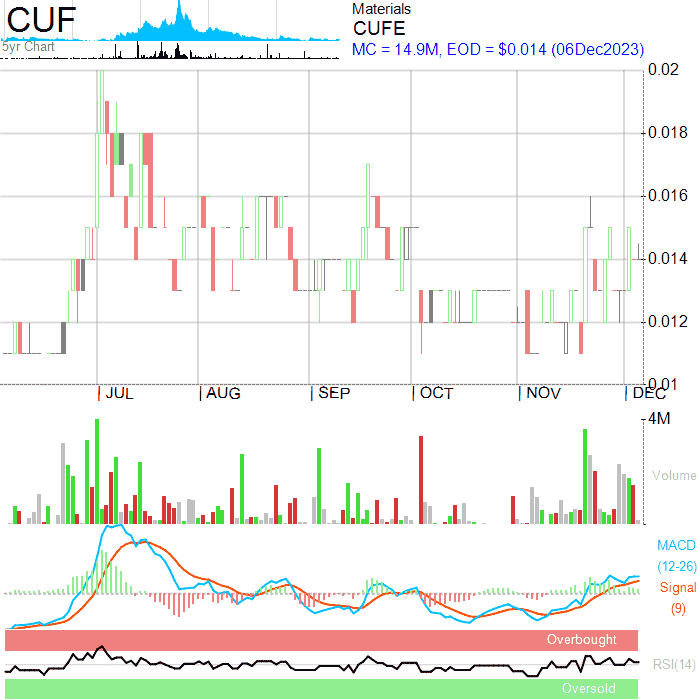 CUF
5yr Chart
Materials
CUFE
MC = 14.9M, EOD = $0.014 (06Dec2023)
0.02
0.018
0.016
0.014
0.012
0.01
JUL AUG SEP OCT NOV DEC
4M
Volume
MACD
(12-26)
Signal
(9)
Overbought
RSI(14)
Oversold